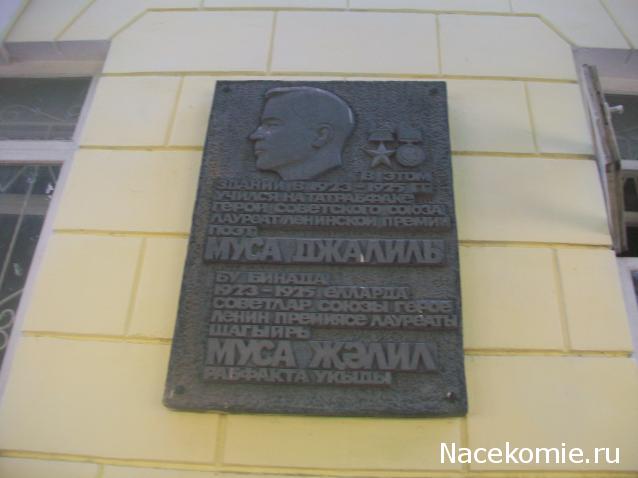 В ЭТОМ
ЗДАНИИ В 1923-1925 ГГ.
УЧИЛСЯ НА ТАТРАБФАКЕ
ГЕРОЙ СОВЕТСКОГО СОЮЗА,
ЛАУРЕАТ ЛЕНИНСКОЙ ПРЕМИИ
ПОЭТ
МУСА ДЖАЛИЛЬ
БУ БИНАДА
1923-1925 ЕЛЛАРДА
СОВЕТЛАР СОЮЗЫ ГЕРОЕ
ЛЕНИН ПРЕМИЯСЕ ЛАУРЕАТЫ
ШАГЫЙРЬ
МУСА ҖӘЛИЛ
РАБФАКТА УКЫДЫ
Nacekomie.ru